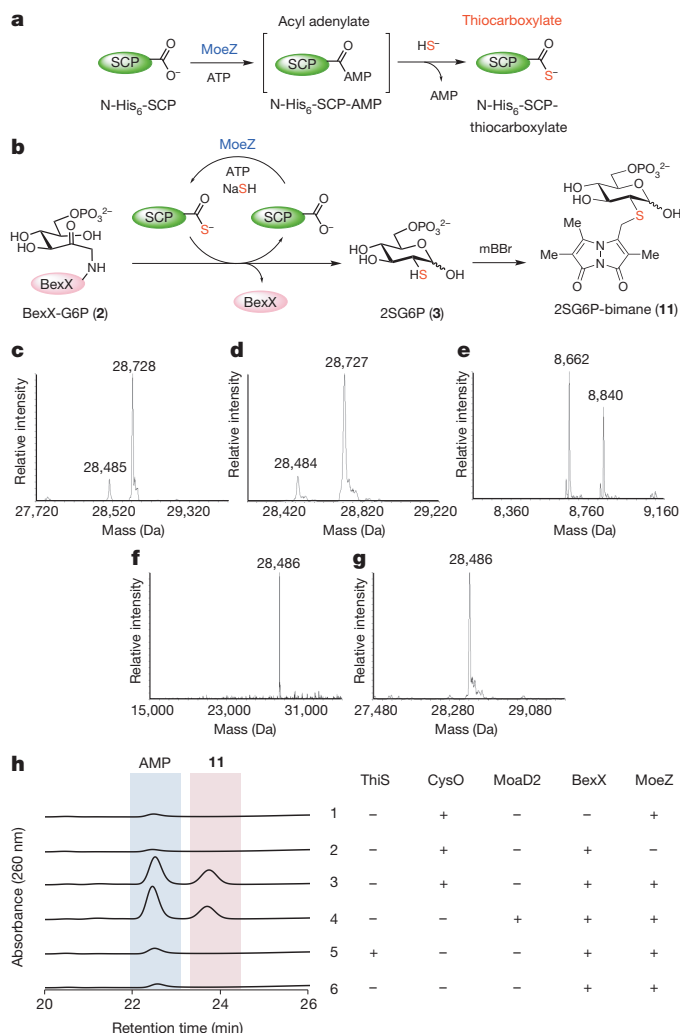 a
Acyl adenylate
Thiocarboxylate
SCP
O
O⁻
MoeZ
ATP
SCP
O
AMP
HS⁻
AMP
SCP
O
S⁻
N-His₆-SCP
N-His₆-SCP-AMP
N-His₆-SCP-
thiocarboxylate
b
MoeZ
ATP
NaSH
OPO₃²⁻
HO
HO
O
OH
NH
BexX
BexX-G6P (2)
SCP
O
S⁻
SCP
O
O⁻
BexX
OPO₃²⁻
HO
HO
O
HS
OH
2SG6P (3)
mBBr
OPO₃²⁻
HO
HO
O
OH
S
Me
N
N
Me
Me
O
O
2SG6P-bimane (11)
c
Relative intensity
28,728
28,485
27,720 28,520 29,320
Mass (Da)
d
Relative intensity
28,727
28,484
28,420 28,820 29,220
Mass (Da)
e
Relative intensity
8,662
8,840
8,360 8,760 9,160
Mass (Da)
f
Relative intensity
28,486
15,000 23,000 31,000
Mass (Da)
g
Relative intensity
28,486
27,480 28,280 29,080
Mass (Da)
h
AMP 11 ThiS CysO MoaD2 BexX MoeZ
Absorbance (260 nm)
1 – + – – +
2 – + – + –
3 – + – + +
4 – – + + +
5 + – – + +
6 – – – + +
20 22 24 26
Retention time (min)